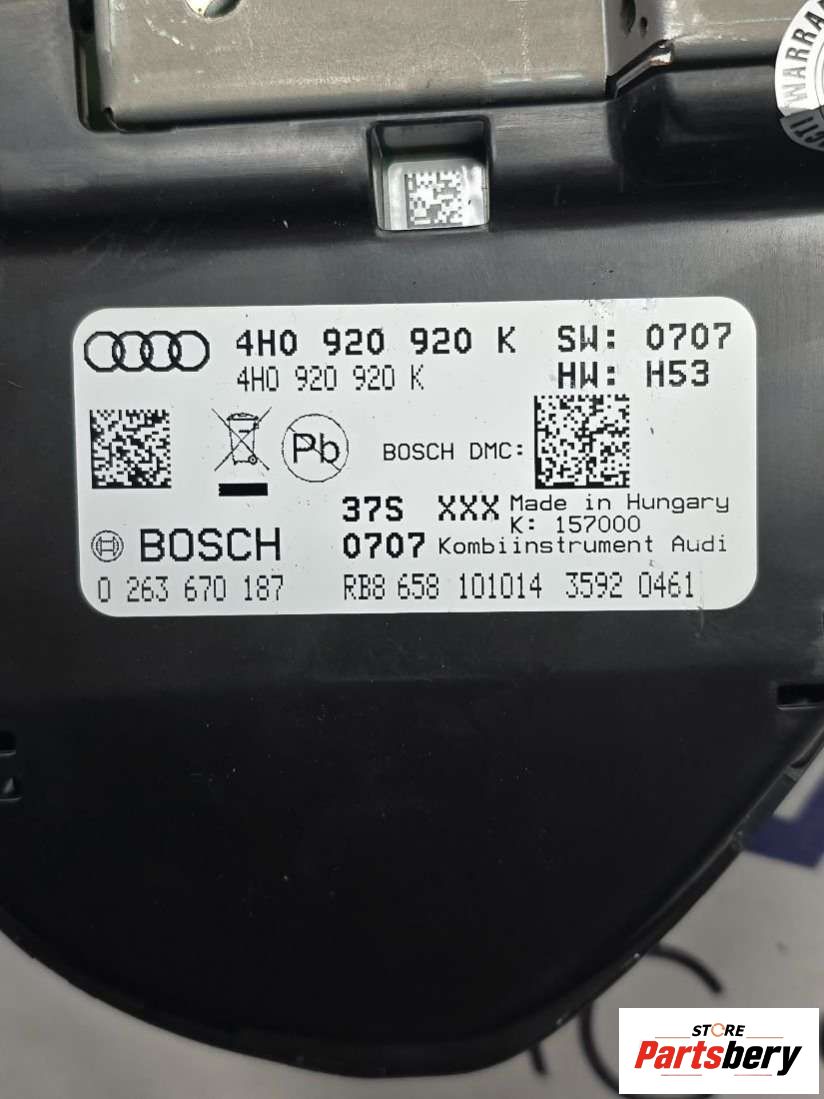 WARRAN
4H0 920 920 K SW: 0707
4H0 920 920 K HW: H53
Pb
BOSCH DMC:
37S XXX Made in Hungary
K: 157000
BOSCH 0707 Kombiinstrument Audi
0 263 670 187 RB8 658 101014 3592 0461
STORE
Partsbery